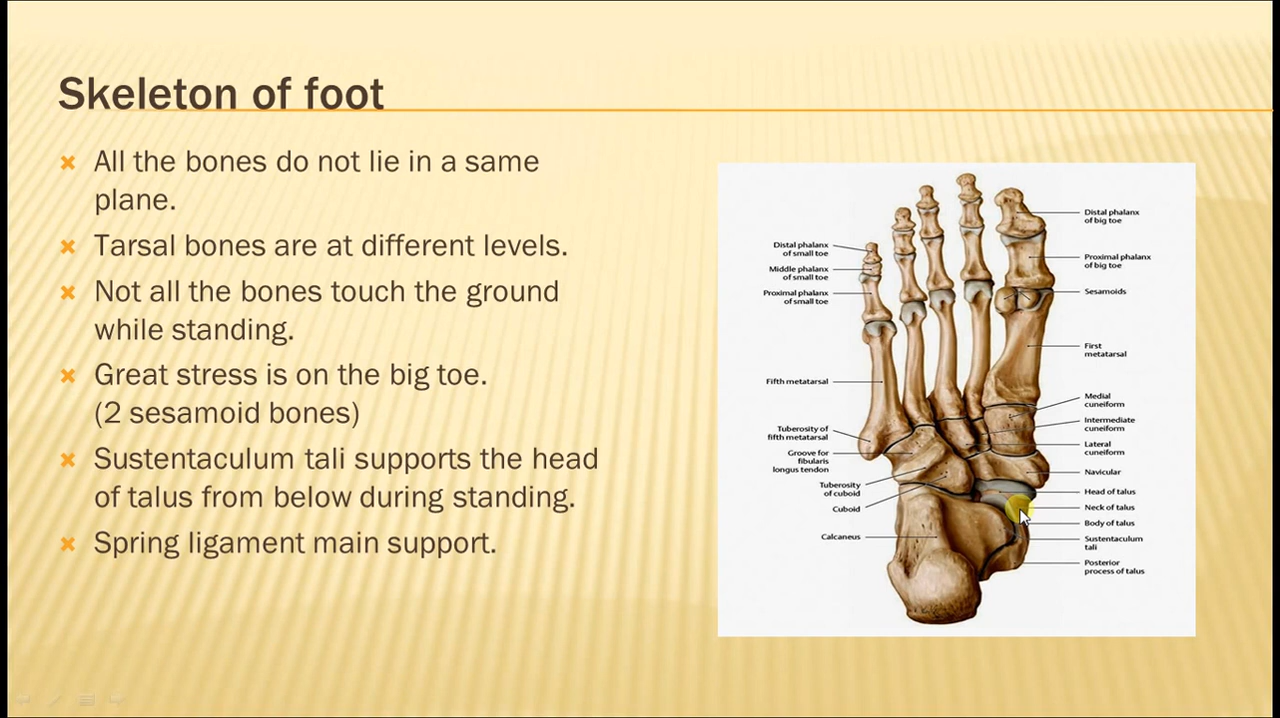 Skeleton of foot
All the bones do not lie in a same
plane.
Tarsal bones are at different levels.
Not all the bones touch the ground
while standing.
Great stress is on the big toe.
(2 sesamoid bones)
Sustentaculum tali supports the head
of talus from below during standing.
Spring ligament main support.
Distal phalanx
of small toe
Middle phalanx
of small toe
Proximal phalanx
of small toe
Fifth metatarsal
Tuberosity of
fifth metatarsal
Groove for
fibularis
longus tendon
Tuberosity
of cuboid
Cuboid
Calcaneus
Distal phalanx
of big toe
Proximal phalanx
of big toe
Sesamoids
First
metatarsal
Medial
cuneiform
Intermediate
cuneiform
Lateral
cuneiform
Navicular
Head of talus
Neck of talus
Body of talus
Sustentaculum
tali
Posterior
process of talus